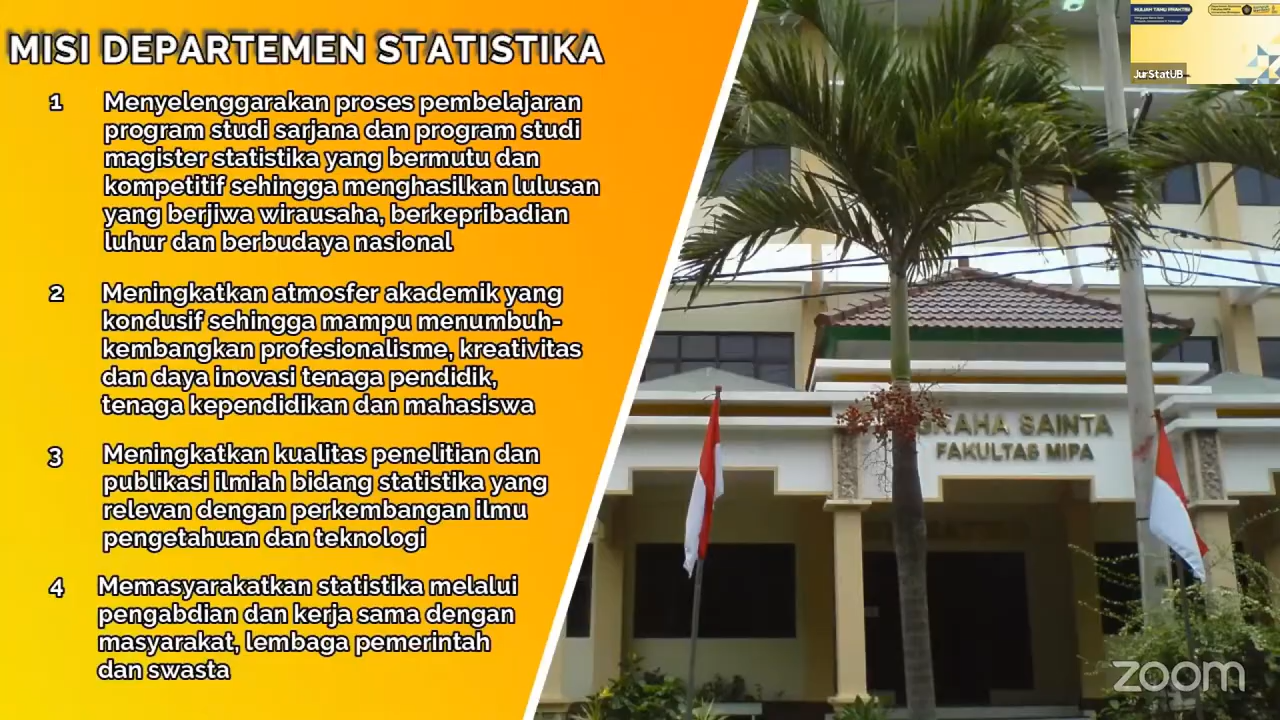 MISI DEPARTEMEN STATISTIKA
1 Menyelenggarakan proses pembelajaran
program studi sarjana dan program studi
magister statistika yang bermutu dan
kompetitif sehingga menghasilkan lulusan
yang berjiwa wirausaha, berkepribadian
luhur dan berbudaya nasional
2 Meningkatkan atmosfer akademik yang
kondusif sehingga mampu menumbuh-
kembangkan profesionalisme, kreativitas
dan daya inovasi tenaga pendidik,
tenaga kependidikan dan mahasiswa
3 Meningkatkan kualitas penelitian dan
publikasi ilmiah bidang statistika yang
relevan dengan perkembangan ilmu
pengetahuan dan teknologi
4 Memasyarakatkan statistika melalui
pengabdian dan kerja sama dengan
masyarakat, lembaga pemerintah
dan swasta
KULIAH TAMU PRAKTISI
JurStatUB
SAINTA
FAKULTAS MIPA
zoom